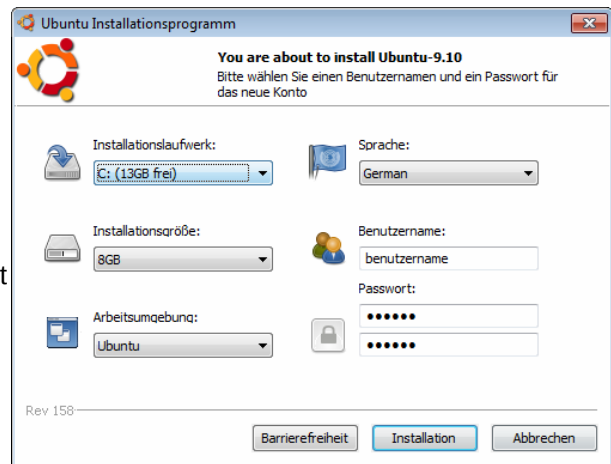 Ubuntu Installationsprogramm
You are about to install Ubuntu-9.10
Bitte wählen Sie einen Benutzernamen und ein Passwort für
das neue Konto
Installationslaufwerk:
C: (13GB frei)
Sprache:
German
Installationsgröße:
8GB
Benutzername:
benutzername
t
Passwort:
••••••
••••••
Arbeitsumgebung:
Ubuntu
Rev 158
Barrierefreiheit
Installation
Abbrechen